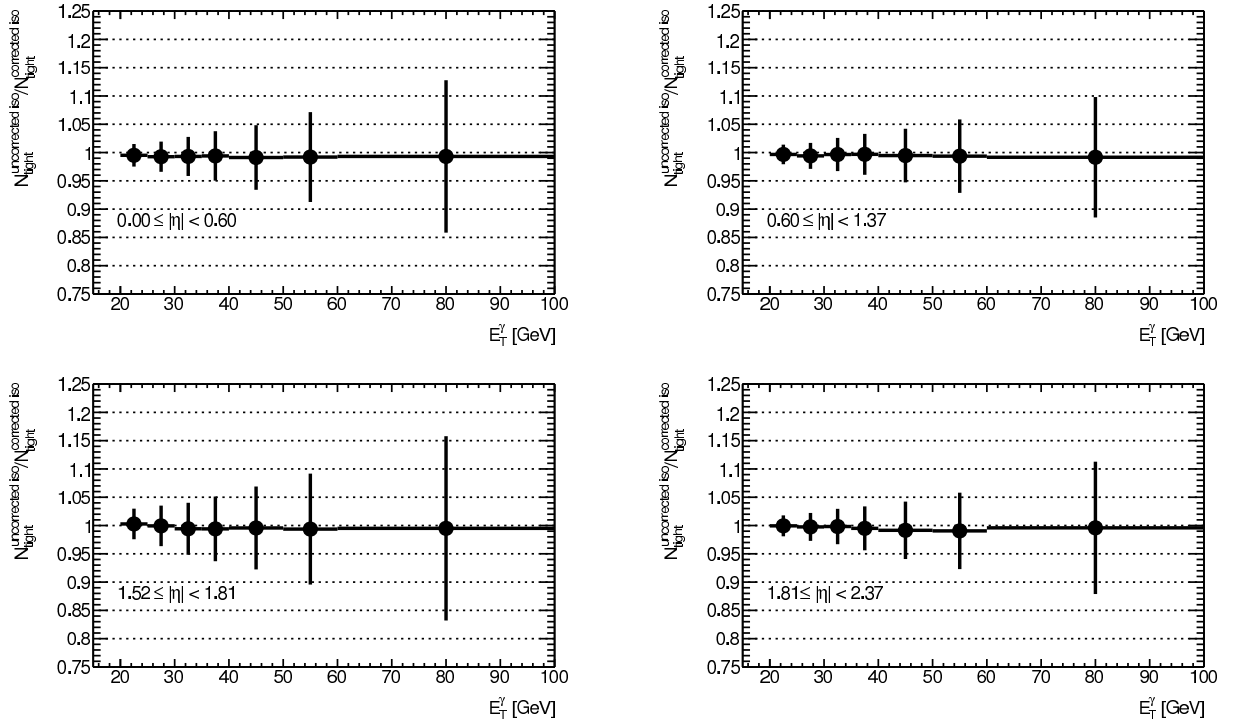 N_tight^uncorrected iso/N_tight^corrected iso
1.25
1.2
1.15
1.1
1.05
1
0.95
0.9
0.85
0.8
0.75
0.00 ≤ |η| < 0.60
20 30 40 50 60 70 80 90 100
E_T^γ [GeV]
N_tight^uncorrected iso/N_tight^corrected iso
1.25
1.2
1.15
1.1
1.05
1
0.95
0.9
0.85
0.8
0.75
0.60 ≤ |η| < 1.37
20 30 40 50 60 70 80 90 100
E_T^γ [GeV]
N_tight^uncorrected iso/N_tight^corrected iso
1.25
1.2
1.15
1.1
1.05
1
0.95
0.9
0.85
0.8
0.75
1.52 ≤ |η| < 1.81
20 30 40 50 60 70 80 90 100
E_T^γ [GeV]
N_tight^uncorrected iso/N_tight^corrected iso
1.25
1.2
1.15
1.1
1.05
1
0.95
0.9
0.85
0.8
0.75
1.81 ≤ |η| < 2.37
20 30 40 50 60 70 80 90 100
E_T^γ [GeV]